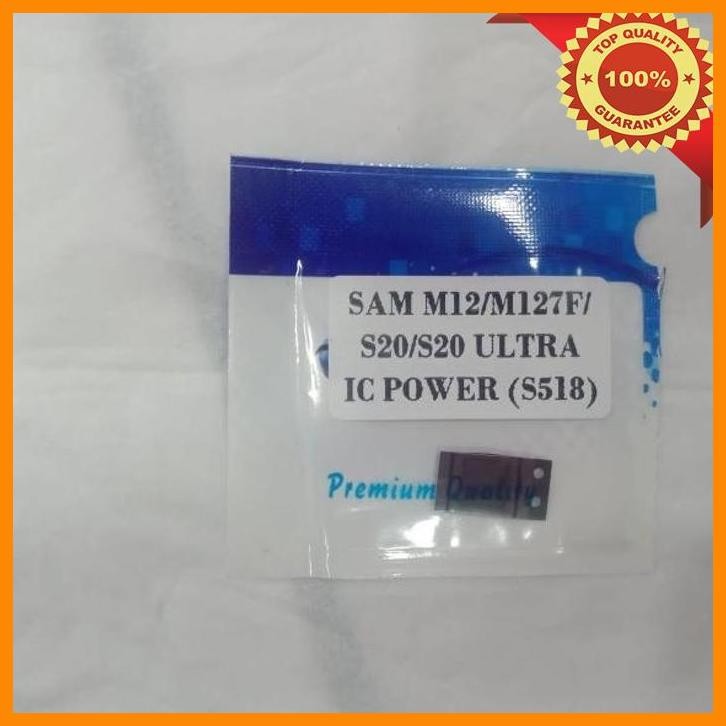 TOP QUALITY
100%
GUARANTEE
SAM M12/M127F/
S20/S20 ULTRA
IC POWER (S518)
Premium Quality